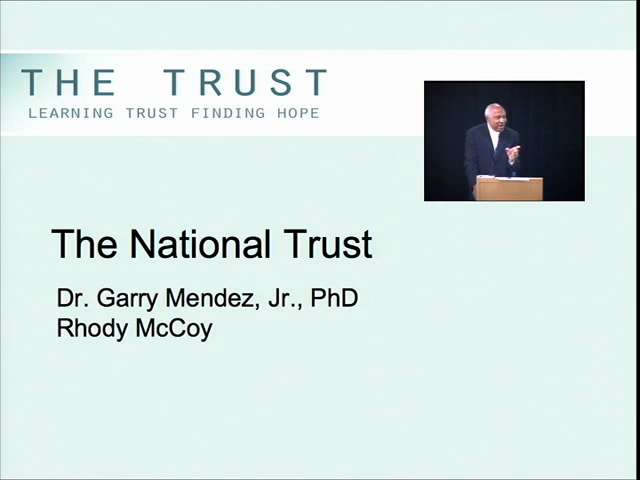 THE TRUST
LEARNING TRUST FINDING HOPE
The National Trust
Dr. Garry Mendez, Jr., PhD
Rhody McCoy